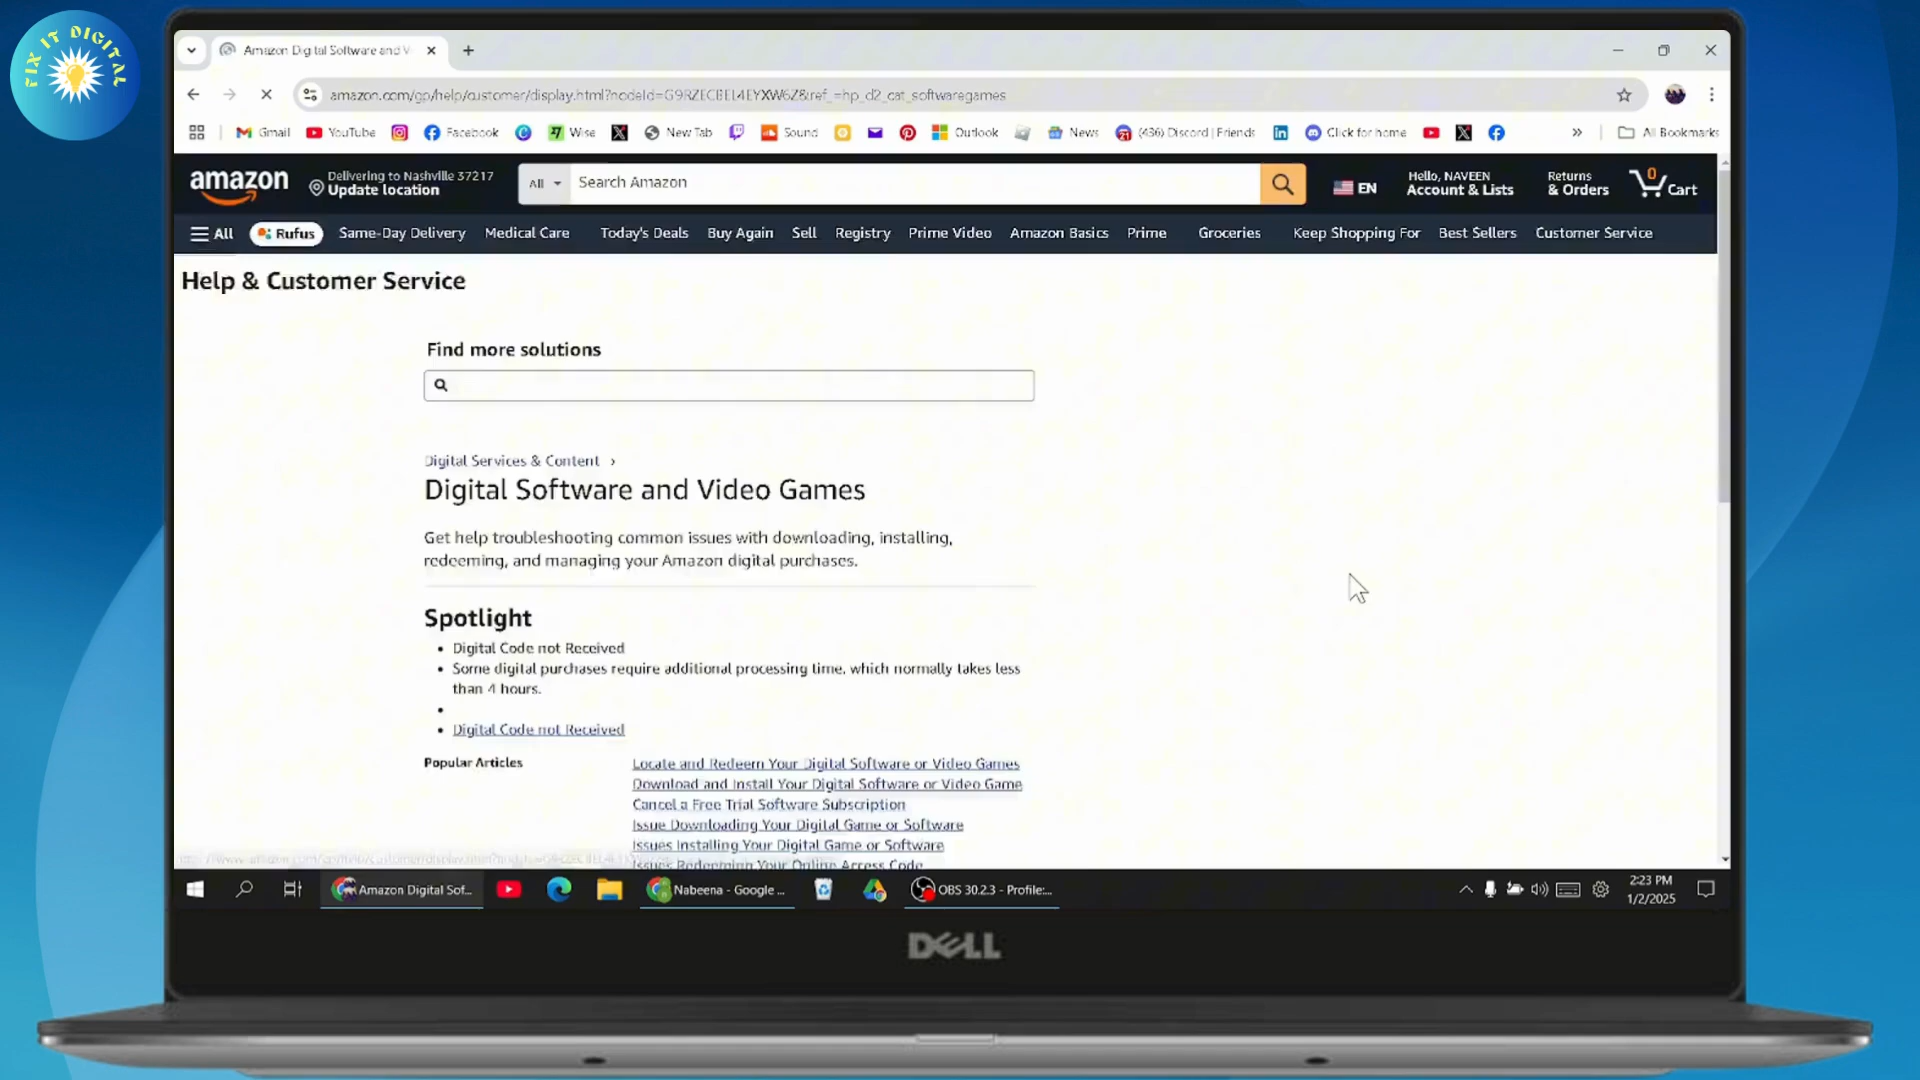 FIX IT DIGITAL
Amazon Digital Software and V
amazon.com/gp/help/customer/display.html?nodeId=G9RZECBEL4EYXW6Z&ref_=hp_d2_cat_softwaregames
Gmail YouTube Facebook Wise New Tab Sound Outlook News (436) Discord | Friends Click for home All Bookmarks
amazon
Delivering to Nashville 37217
Update location
All Search Amazon
EN
Hello, NAVEEN
Account & Lists
Returns
& Orders
0
Cart
All Rufus Same-Day Delivery Medical Care Today's Deals Buy Again Sell Registry Prime Video Amazon Basics Prime Groceries Keep Shopping For Best Sellers Customer Service
Help & Customer Service
Find more solutions
Digital Services & Content ›
Digital Software and Video Games
Get help troubleshooting common issues with downloading, installing,
redeeming, and managing your Amazon digital purchases.
Spotlight
• Digital Code not Received
• Some digital purchases require additional processing time, which normally takes less
than 4 hours.
•
• Digital Code not Received
Popular Articles
Locate and Redeem Your Digital Software or Video Games
Download and Install Your Digital Software or Video Game
Cancel a Free Trial Software Subscription
Issue Downloading Your Digital Game or Software
Issues Installing Your Digital Game or Software
Issues Redeeming Your Online Access Code
Amazon Digital Sof... Nabeena - Google ... OBS 30.2.3 - Profile:...
2:23 PM
1/2/2025
DELL